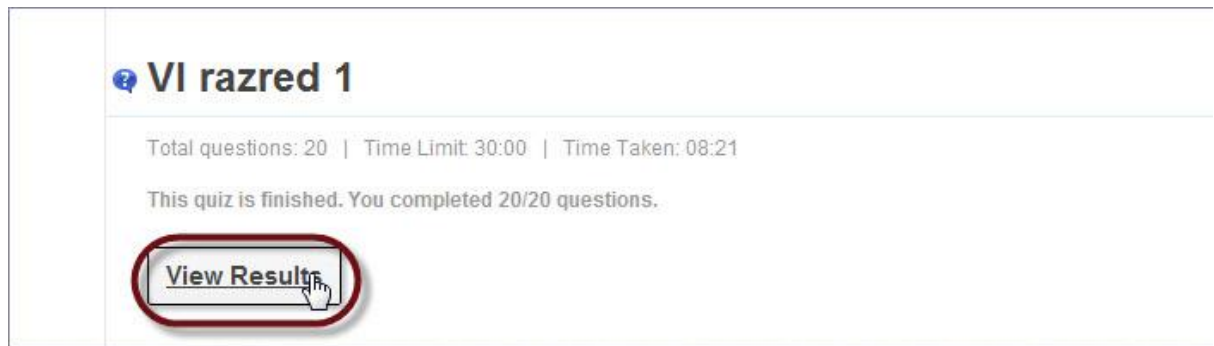 VI razred 1
Total questions: 20 | Time Limit: 30:00 | Time Taken: 08:21
This quiz is finished. You completed 20/20 questions.
View Results